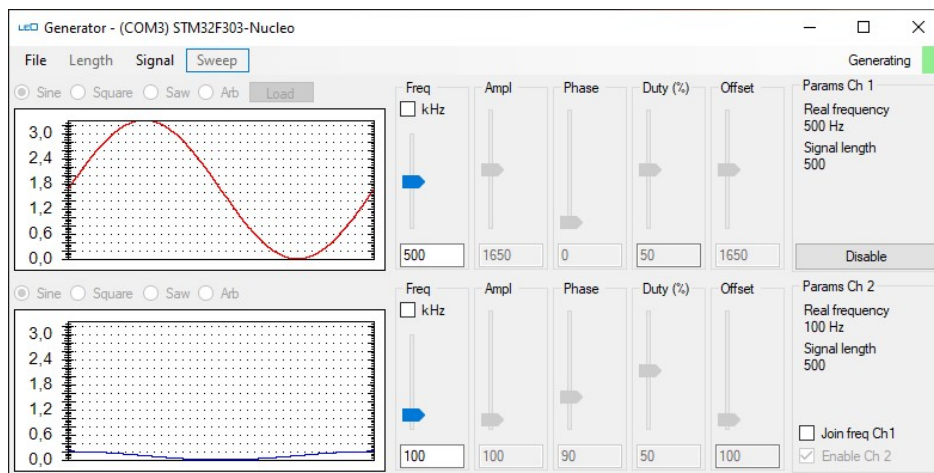 LEO Generator - (COM3) STM32F303-Nucleo
File Length Signal Sweep Generating
Sine Square Saw Arb Load
3,0
2,4
1,8
1,2
0,6
0,0
Freq Ampl Phase Duty (%) Offset
kHz
500 1650 0 50 1650
Params Ch 1
Real frequency
500 Hz
Signal length
500
Disable
Sine Square Saw Arb
3,0
2,4
1,8
1,2
0,6
0,0
Freq Ampl Phase Duty (%) Offset
kHz
100 100 90 50 100
Params Ch 2
Real frequency
100 Hz
Signal length
500
Join freq Ch1
Enable Ch 2